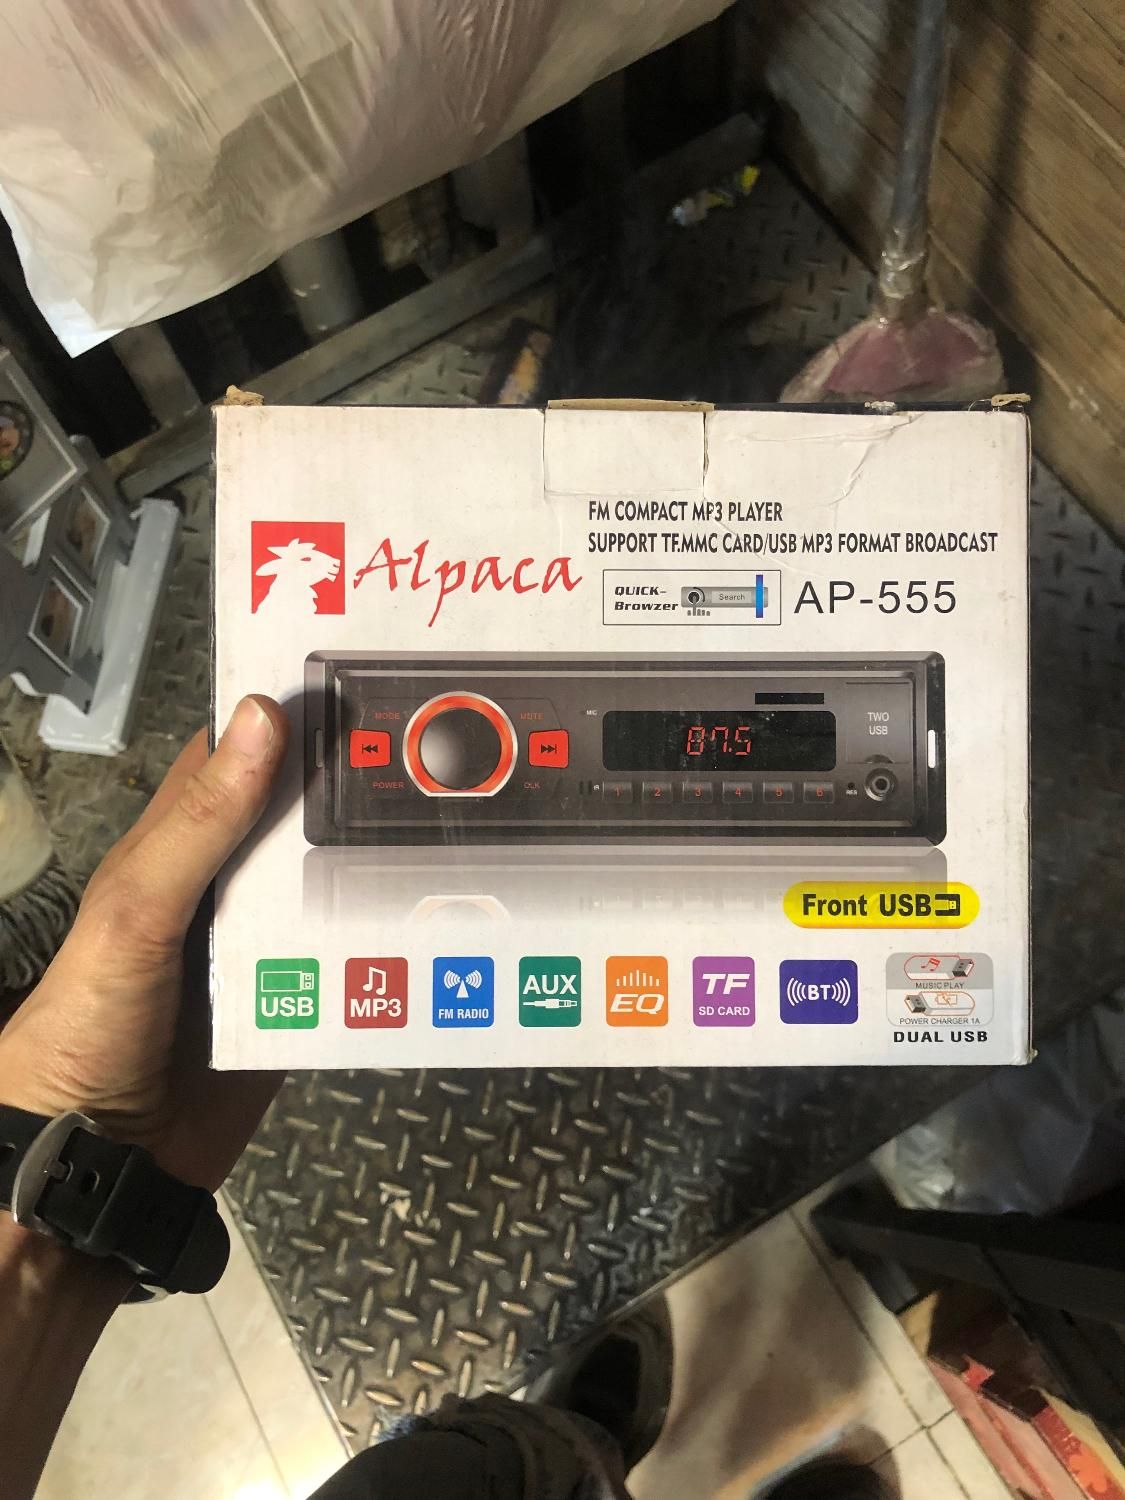 FM COMPACT MP3 PLAYER
SUPPORT TF.MMC CARD/USB MP3 FORMAT BROADCAST
Alpaca
QUICK-
Browzer
Search
AP-555
MODE
MUTE
POWER
CLK
MIC
87.5
TWO
USB
IR
1 2 3 4 5 6
RES
Front USB
USB
MP3
FM RADIO
AUX
EQ
TF
SD CARD
BT
MUSIC PLAY
POWER CHARGER 1A
DUAL USB